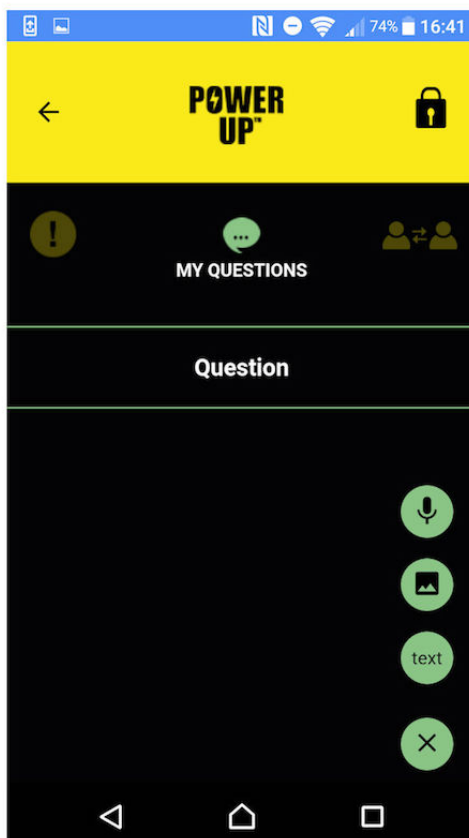 74% 16:41
POWER
UP™
MY QUESTIONS
Question
text